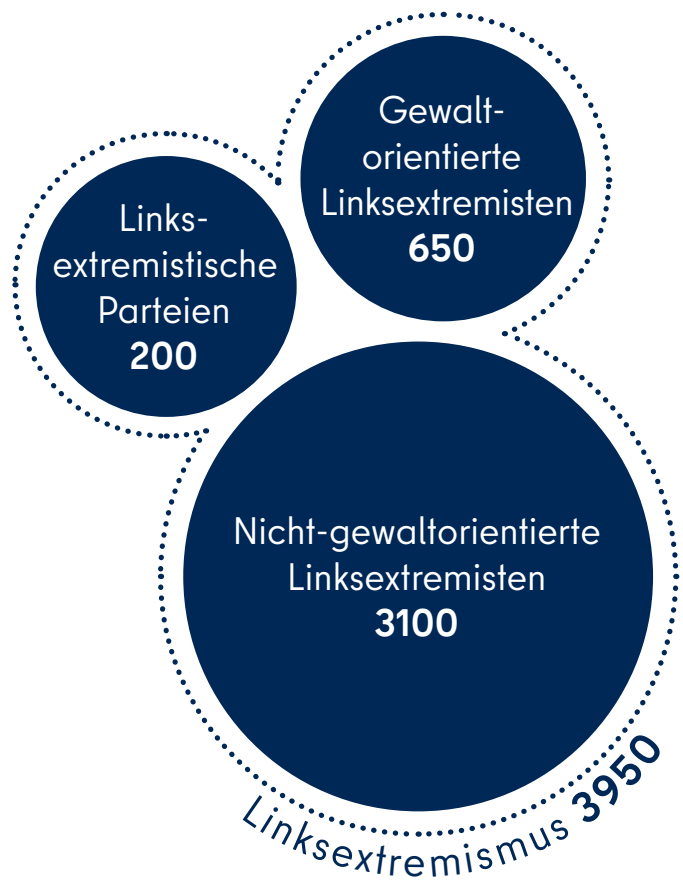 Gewalt-
orientierte
Linksextremisten
650
Links-
extremistische
Parteien
200
Nicht-gewaltorientierte
Linksextremisten
3100
Linksextremismus 3950